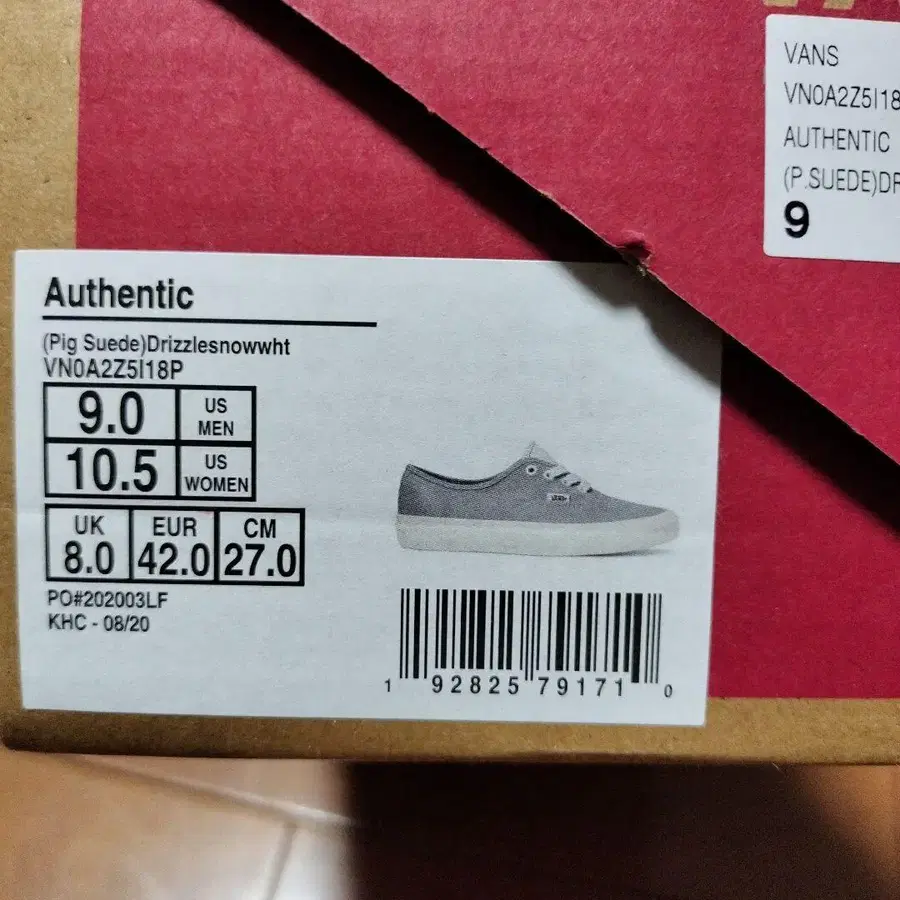 VANS
VN0A2Z5I18
AUTHENTIC
(P.SUEDE)DR
9
Authentic
(Pig Suede)Drizzlesnowwht
VN0A2Z5I18P
9.0 US MEN
10.5 US WOMEN
UK EUR CM
8.0 42.0 27.0
PO#202003LF
KHC - 08/20
1 92825 79171 0